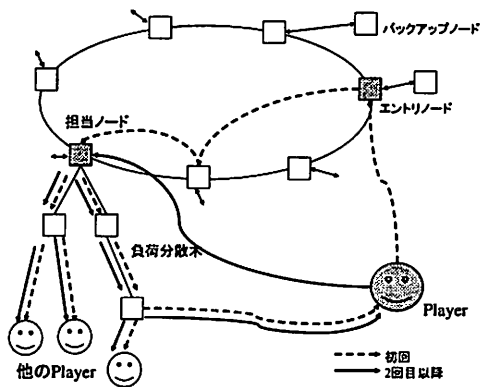 バックアップノード
エントリノード
担当ノード
負荷分散木
Player
他のPlayer
初回
2回目以降